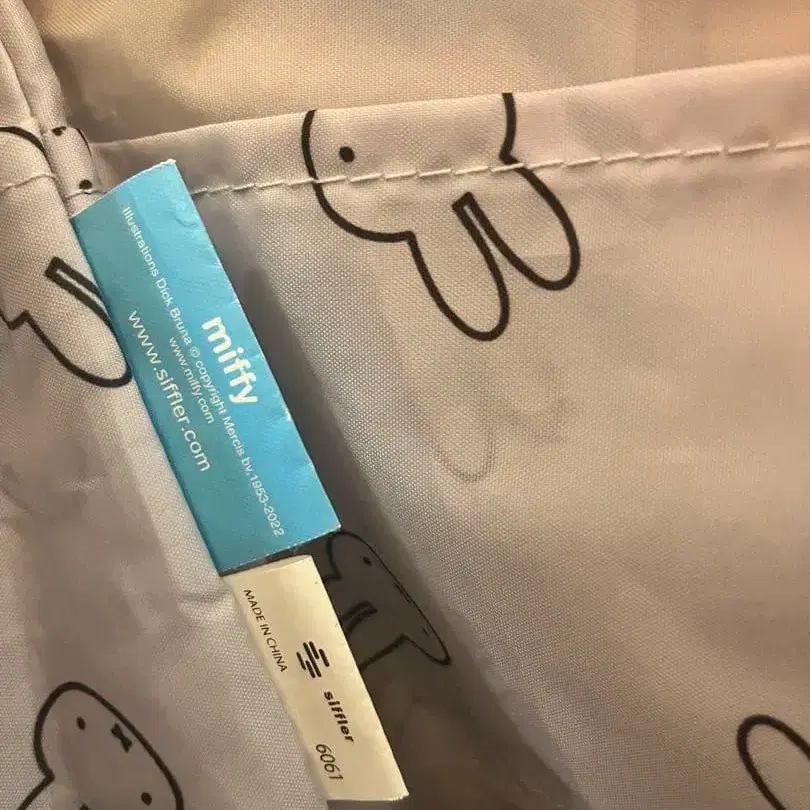 miffy
Illustrations Dick Bruna © copyright Mercis bv,1953-2022
www.miffy.com
www.siffler.com
MADE IN CHINA
siffler
6061